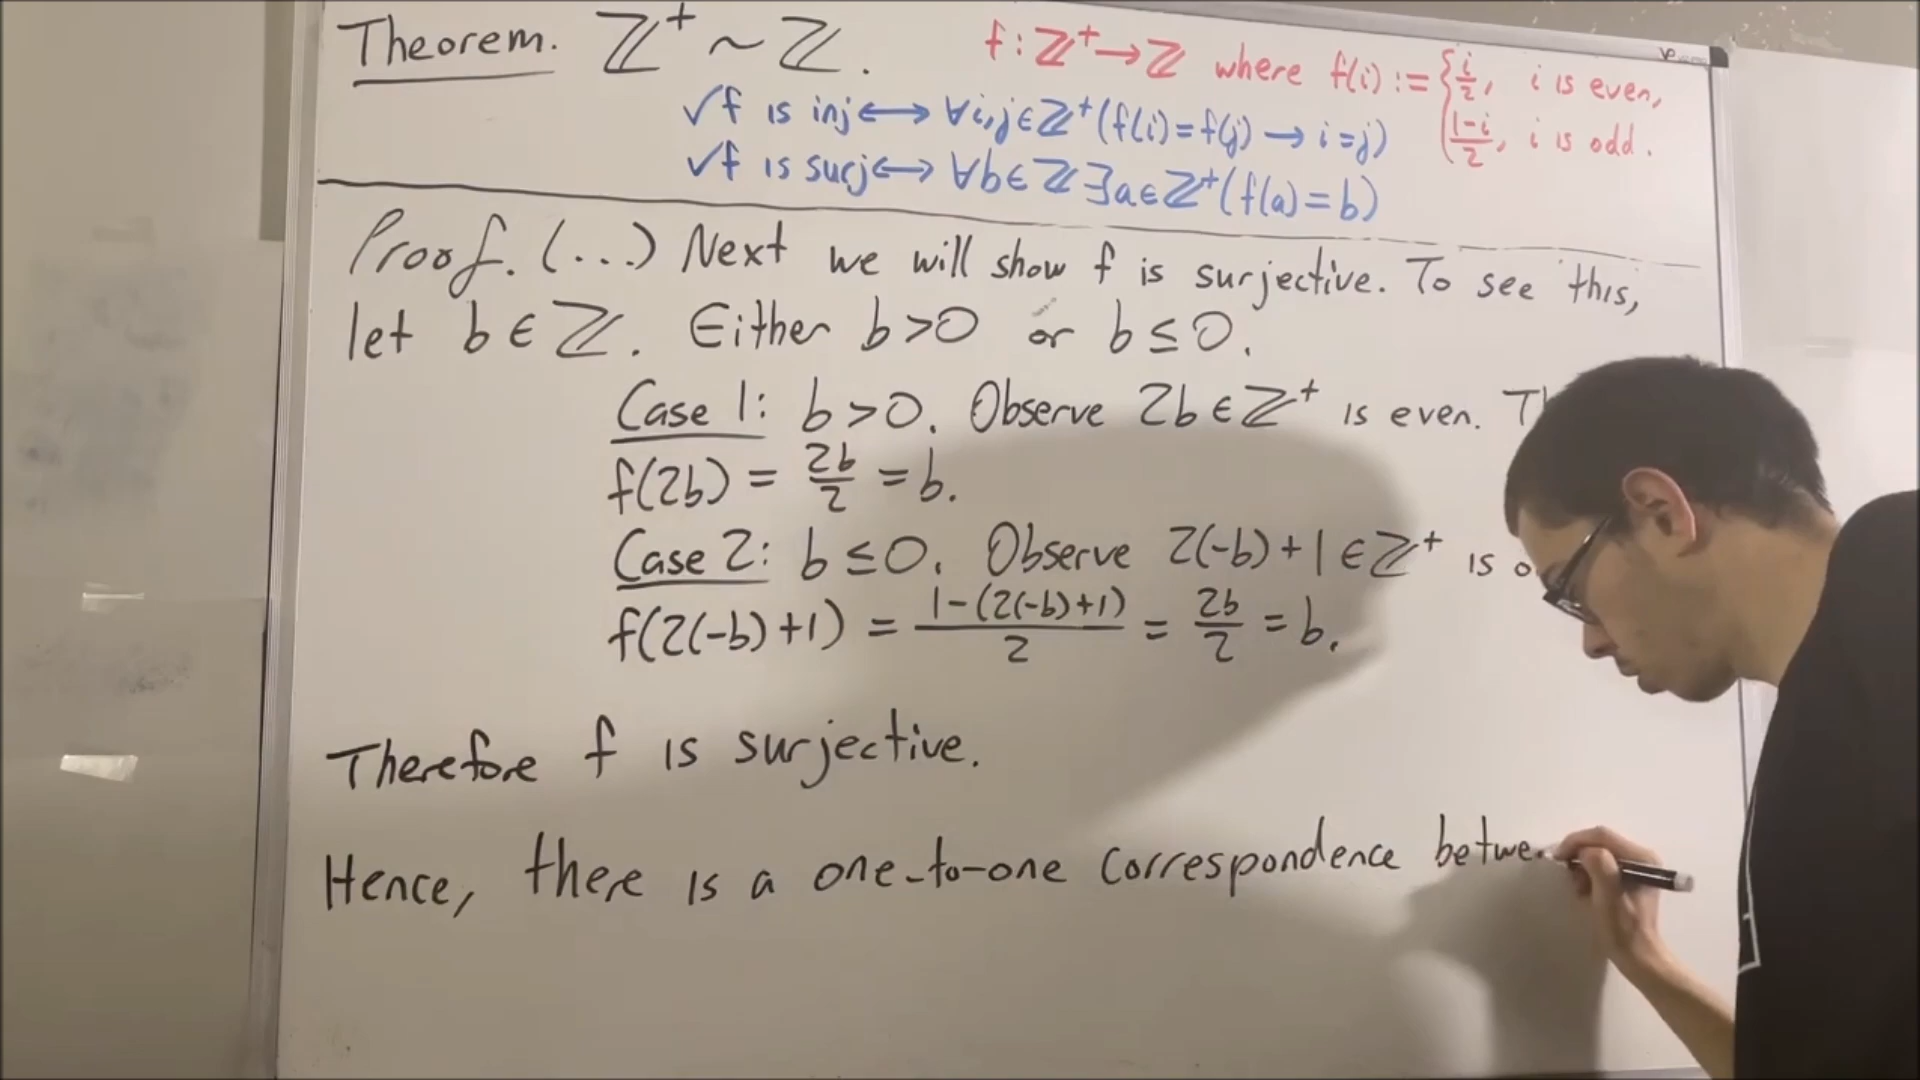 Theorem. ℤ⁺ ~ ℤ. f : ℤ⁺ → ℤ where f(i) := { i/2, i is even,
(1-i)/2, i is odd.
✓ f is inj ⟷ ∀i,j ∈ ℤ⁺ (f(i) = f(j) → i = j)
✓ f is surj ⟷ ∀b ∈ ℤ ∃a ∈ ℤ⁺ (f(a) = b)
Proof. (...) Next we will show f is surjective. To see this,
let b ∈ ℤ. Either b > 0 or b ≤ 0.
Case 1: b > 0. Observe 2b ∈ ℤ⁺ is even.
f(2b) = 2b/2 = b.
Case 2: b ≤ 0. Observe 2(-b)+1 ∈ ℤ⁺ is
f(2(-b)+1) = (1-(2(-b)+1))/2 = 2b/2 = b.
Therefore f is surjective.
Hence, there is a one-to-one correspondence betwe